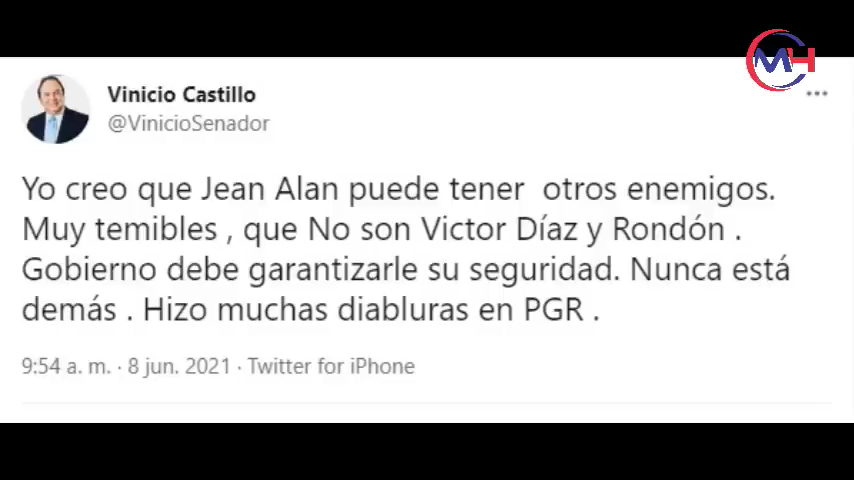 MH
Vinicio Castillo
@VinicioSenador
Yo creo que Jean Alan puede tener  otros enemigos.
Muy temibles , que No son Victor Díaz y Rondón .
Gobierno debe garantizarle su seguridad. Nunca está
demás . Hizo muchas diabluras en PGR .
9:54 a. m. · 8 jun. 2021 · Twitter for iPhone